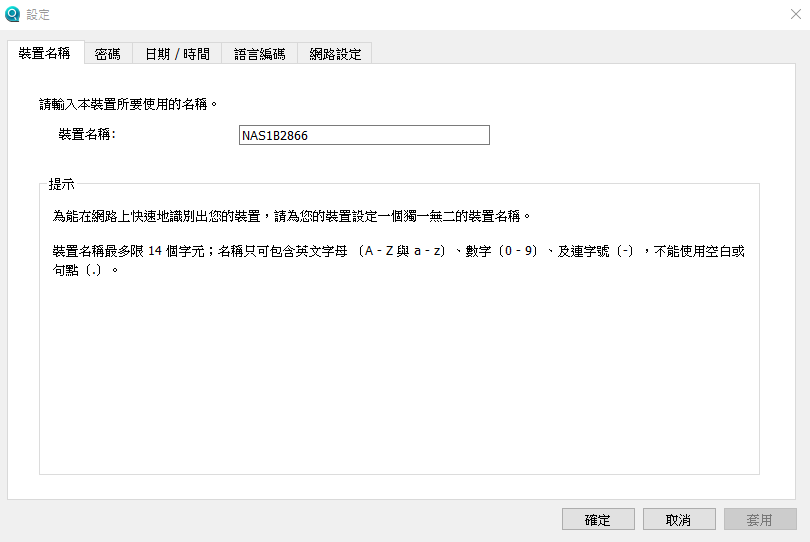 設定
裝置名稱 密碼 日期 / 時間 語言編碼 網路設定
請輸入本裝置所要使用的名稱。
裝置名稱: NAS1B2866
提示
為能在網路上快速地識別出您的裝置，請為您的裝置設定一個獨一無二的裝置名稱。
裝置名稱最多限 14 個字元；名稱只可包含英文字母 〔A - Z 與 a - z〕、數字〔0 - 9〕、及連字號〔-〕，不能使用空白或
句點〔.〕。
確定 取消 套用